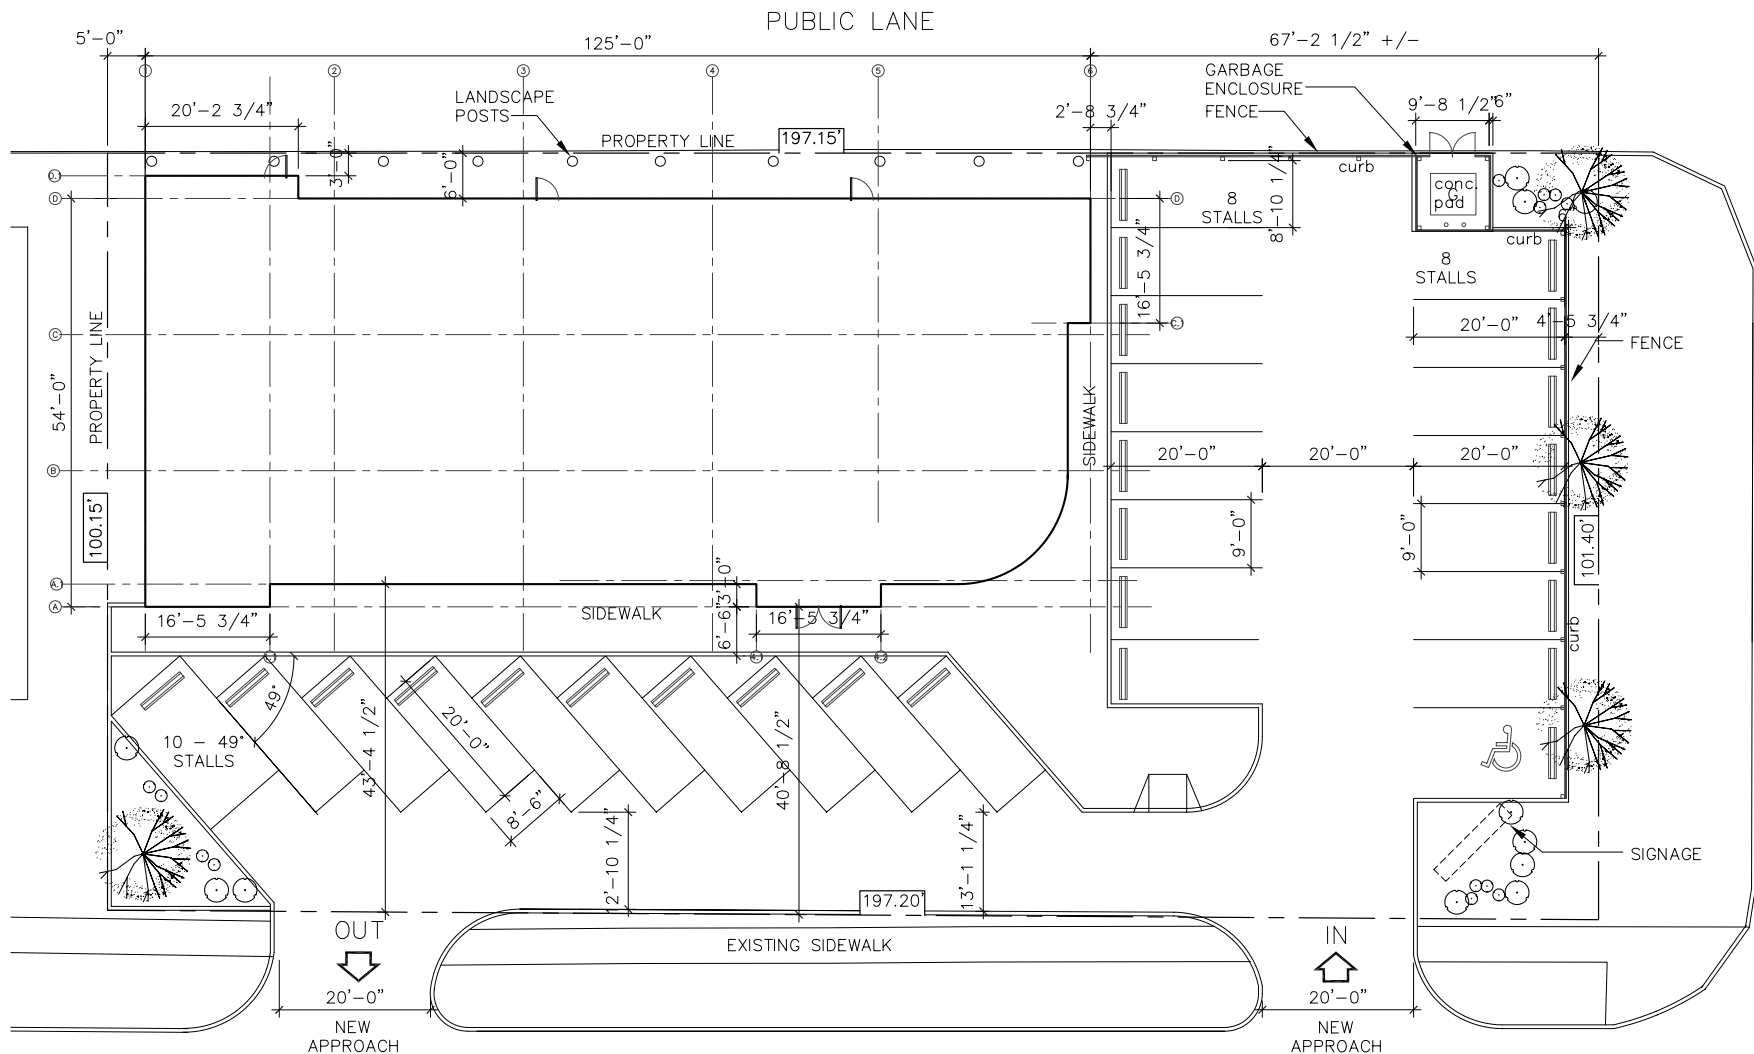 PUBLIC LANE
5'-0"
125'-0"
67'-2 1/2" +/-
2
3
4
5
6
GARBAGE
ENCLOSURE
FENCE
LANDSCAPE
POSTS
20'-2 3/4"
2'-8 3/4"
9'-8 1/2"
6"
PROPERTY LINE
197.15'
3'-0"
6'-0"
curb
8'-10 1/4"
conc.
pad
G
D
D
8
STALLS
curb
16'-5 3/4"
8
STALLS
C
20'-0"
4'-5 3/4"
FENCE
PROPERTY LINE
54'-0"
SIDEWALK
B
20'-0"
20'-0"
20'-0"
100.15'
9'-0"
9'-0"
101.40'
A
16'-5 3/4"
SIDEWALK
3'-0"
6'-6"
16'-5 3/4"
curb
49°
10 - 49°
STALLS
20'-0"
8'-6"
43'-4 1/2"
40'-8 1/2"
12'-10 1/4"
13'-1 1/4"
SIGNAGE
197.20'
OUT
EXISTING SIDEWALK
IN
20'-0"
20'-0"
NEW
APPROACH
NEW
APPROACH